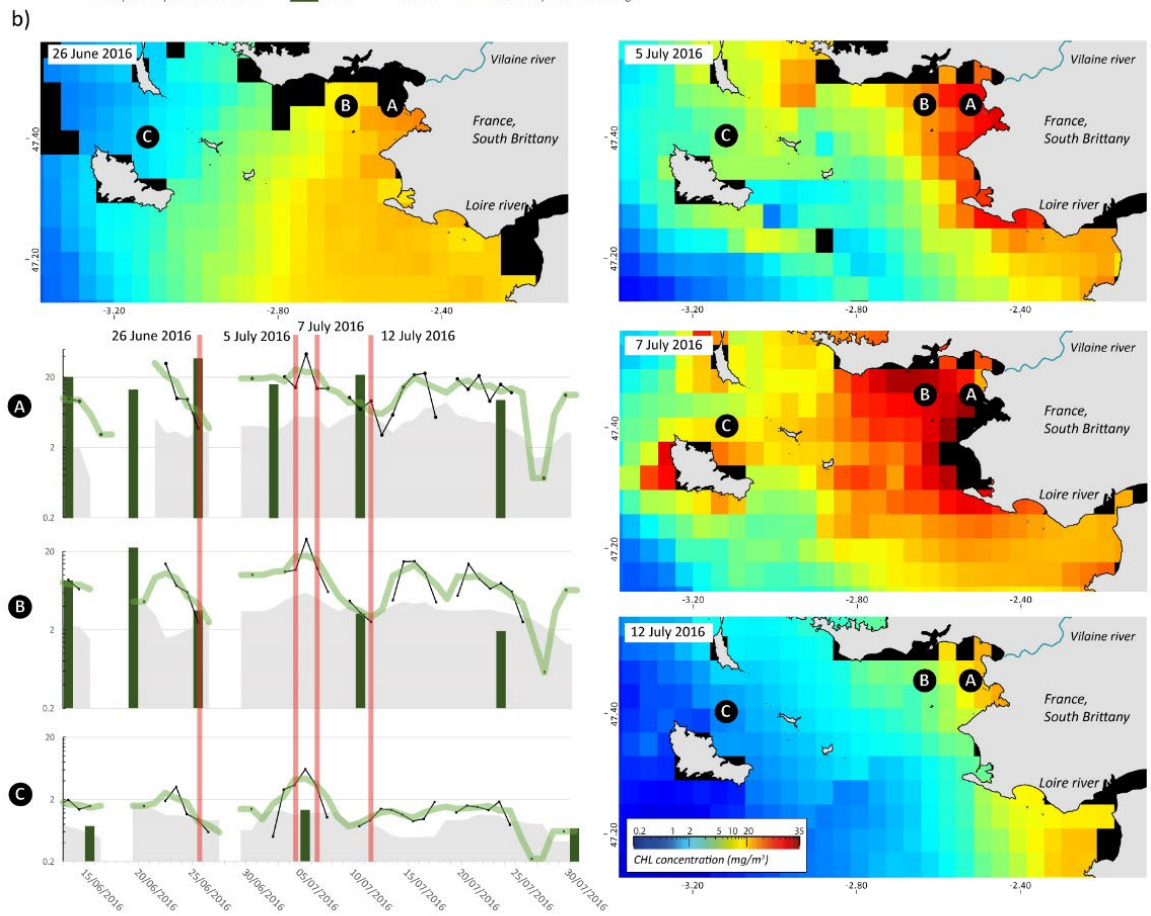 b)
26 June 2016
Vilaine river
France,
South Brittany
Loire river
A
B
C
47.40
47.20
-3.20
-2.80
-2.40
5 July 2016
Vilaine river
France,
South Brittany
Loire river
A
B
C
47.40
47.20
-3.20
-2.80
-2.40
26 June 2016
5 July 2016
7 July 2016
12 July 2016
A
20
2
0.2
B
20
2
0.2
C
20
2
0.2
15/06/2016
20/06/2016
25/06/2016
30/06/2016
05/07/2016
10/07/2016
15/07/2016
20/07/2016
25/07/2016
30/07/2016
7 July 2016
Vilaine river
France,
South Brittany
Loire river
A
B
C
47.40
47.20
-3.20
-2.80
-2.40
12 July 2016
Vilaine river
France,
South Brittany
Loire river
A
B
C
47.40
47.20
0.2 1 2 5 10 20 35
CHL concentration (mg/m³)
-3.20
-2.80
-2.40